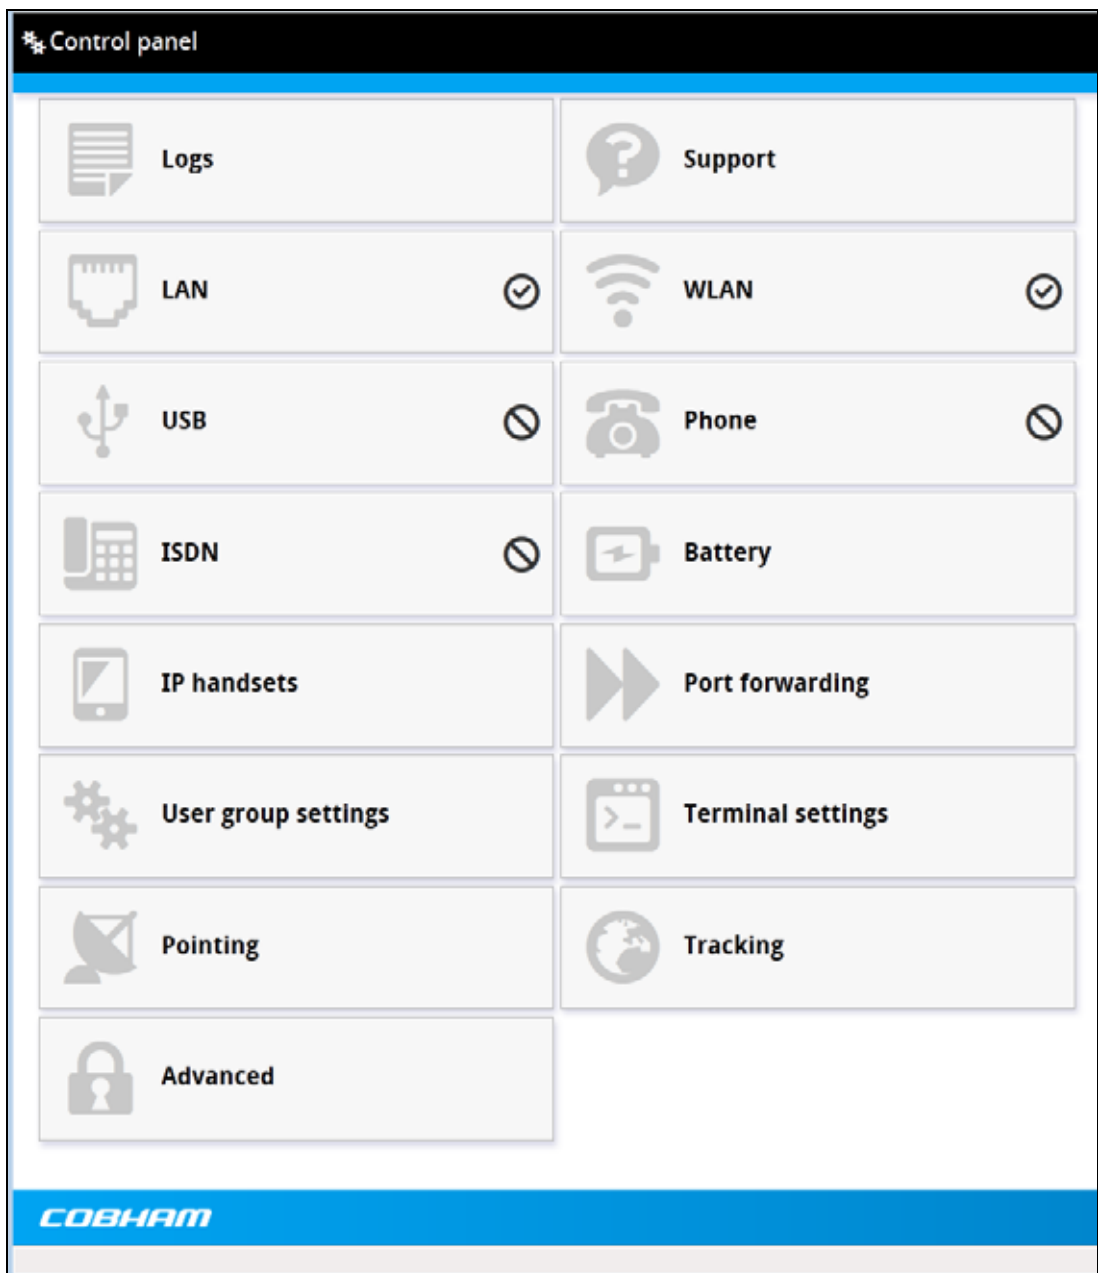 Control panel
Logs
Support
LAN
WLAN
USB
Phone
ISDN
Battery
IP handsets
Port forwarding
User group settings
Terminal settings
Pointing
Tracking
Advanced
COBHAM